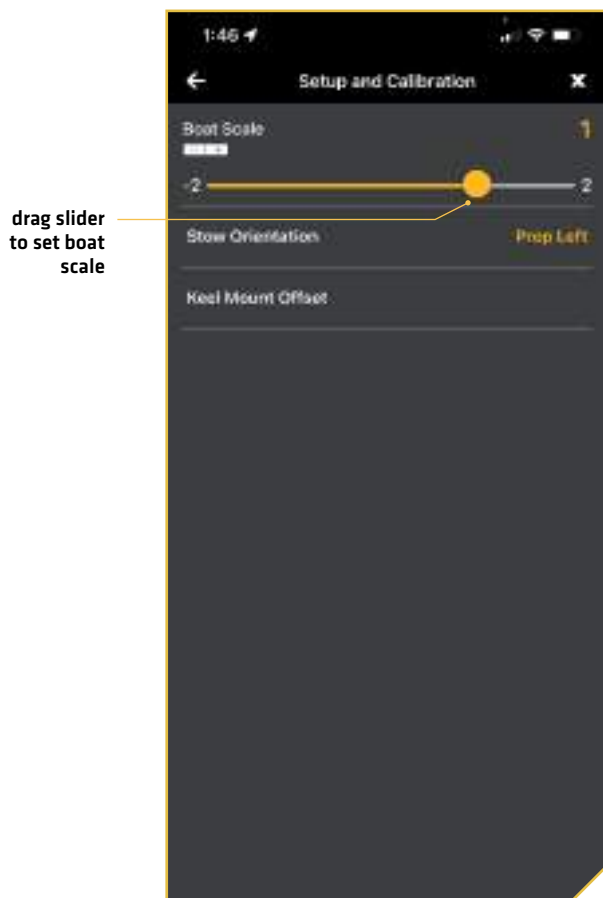 1:46
Setup and Calibration
Boat Scale
1
-2
2
drag slider
to set boat
scale
Stow Orientation
Prop Left
Keel Mount Offset